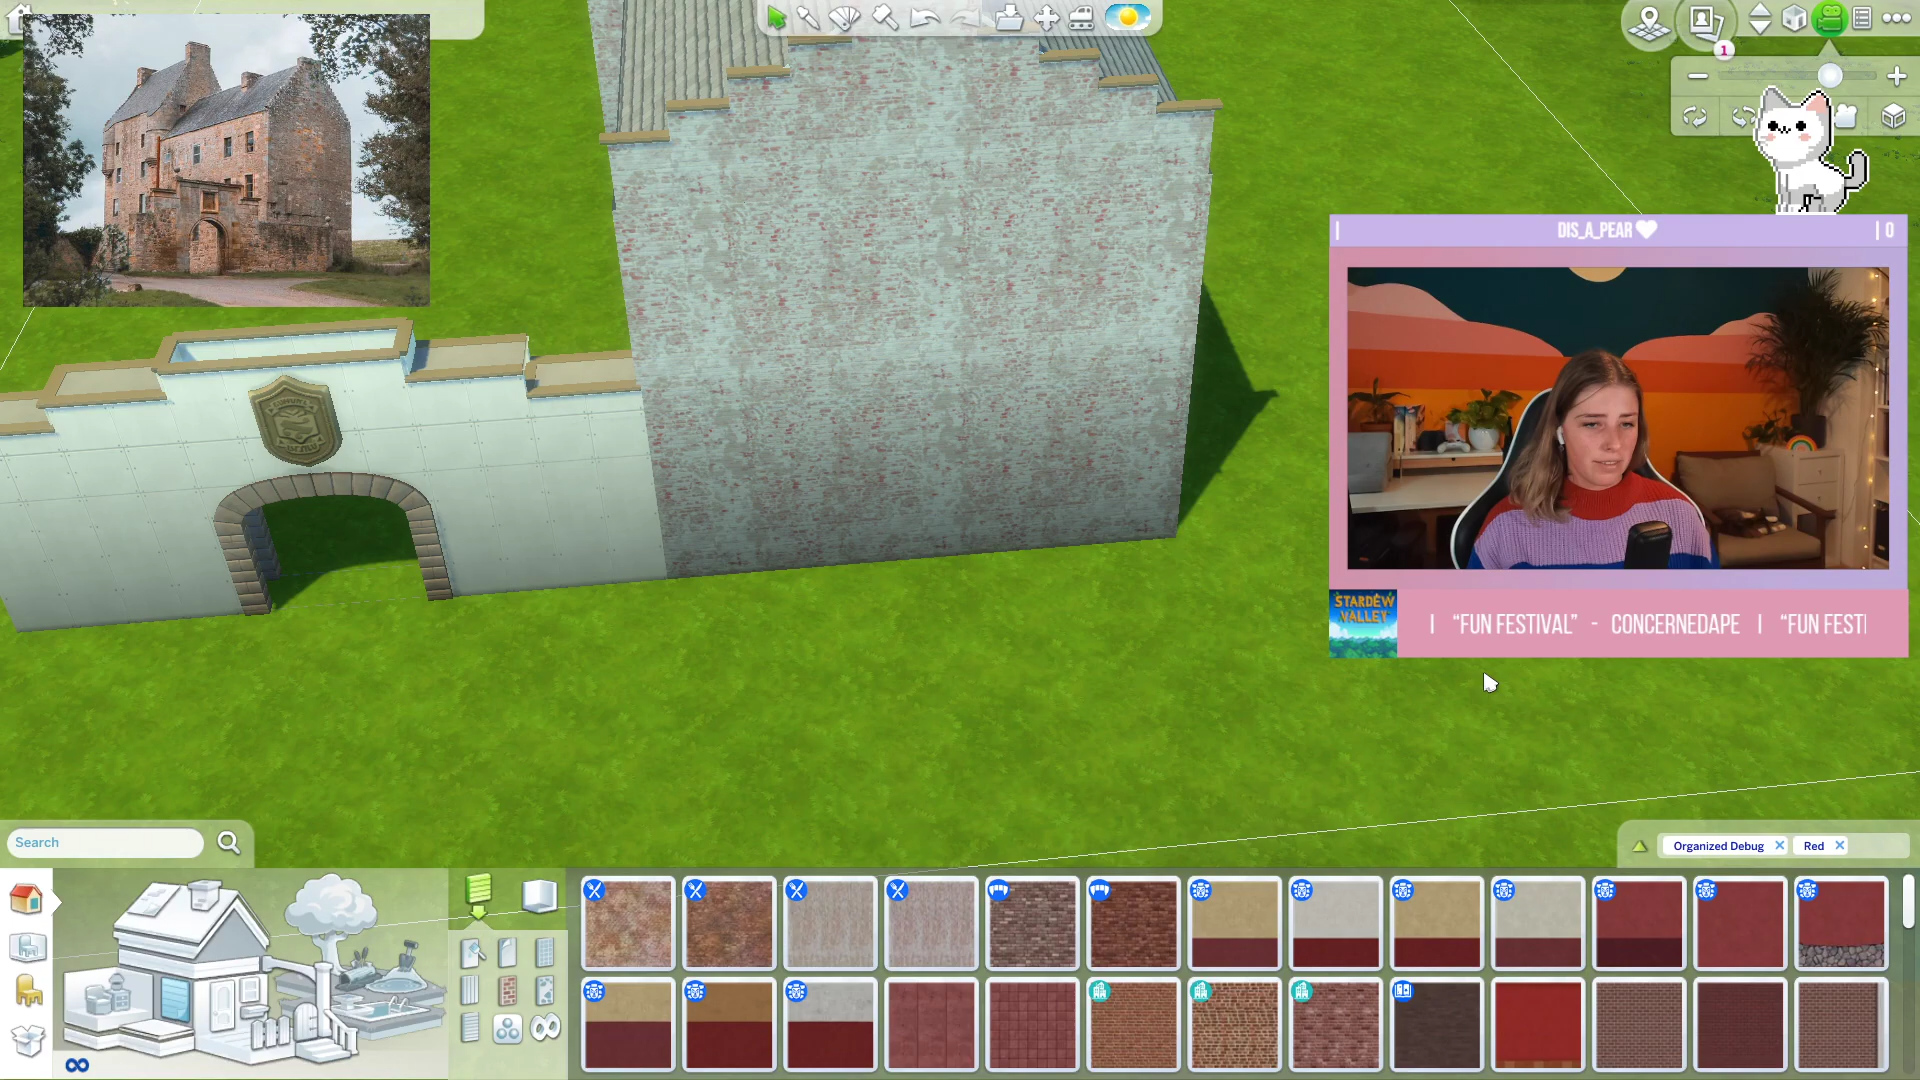 1
DIS_A_PEAR
| 0
STARDEW
VALLEY
| "FUN FESTIVAL" - CONCERNEDAPE | "FUN FESTI
Search
Organized Debug
Red